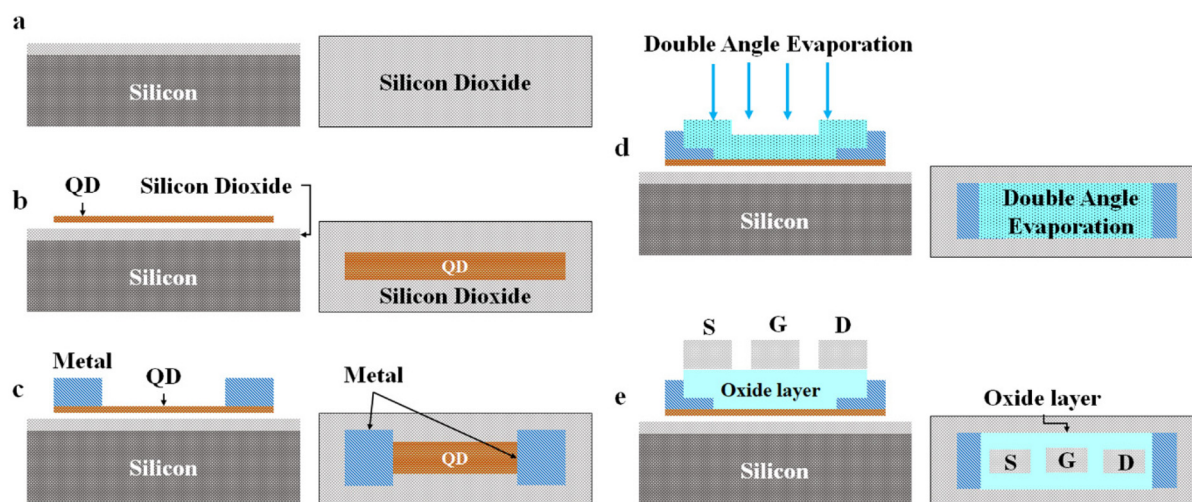 a
Silicon
Silicon Dioxide
b
QD
Silicon Dioxide
Silicon
QD
Silicon Dioxide
c
Metal
QD
Silicon
Metal
QD
d
Double Angle Evaporation
Silicon
Double Angle
Evaporation
e
S G D
Oxide layer
Silicon
Oxide layer
S G D